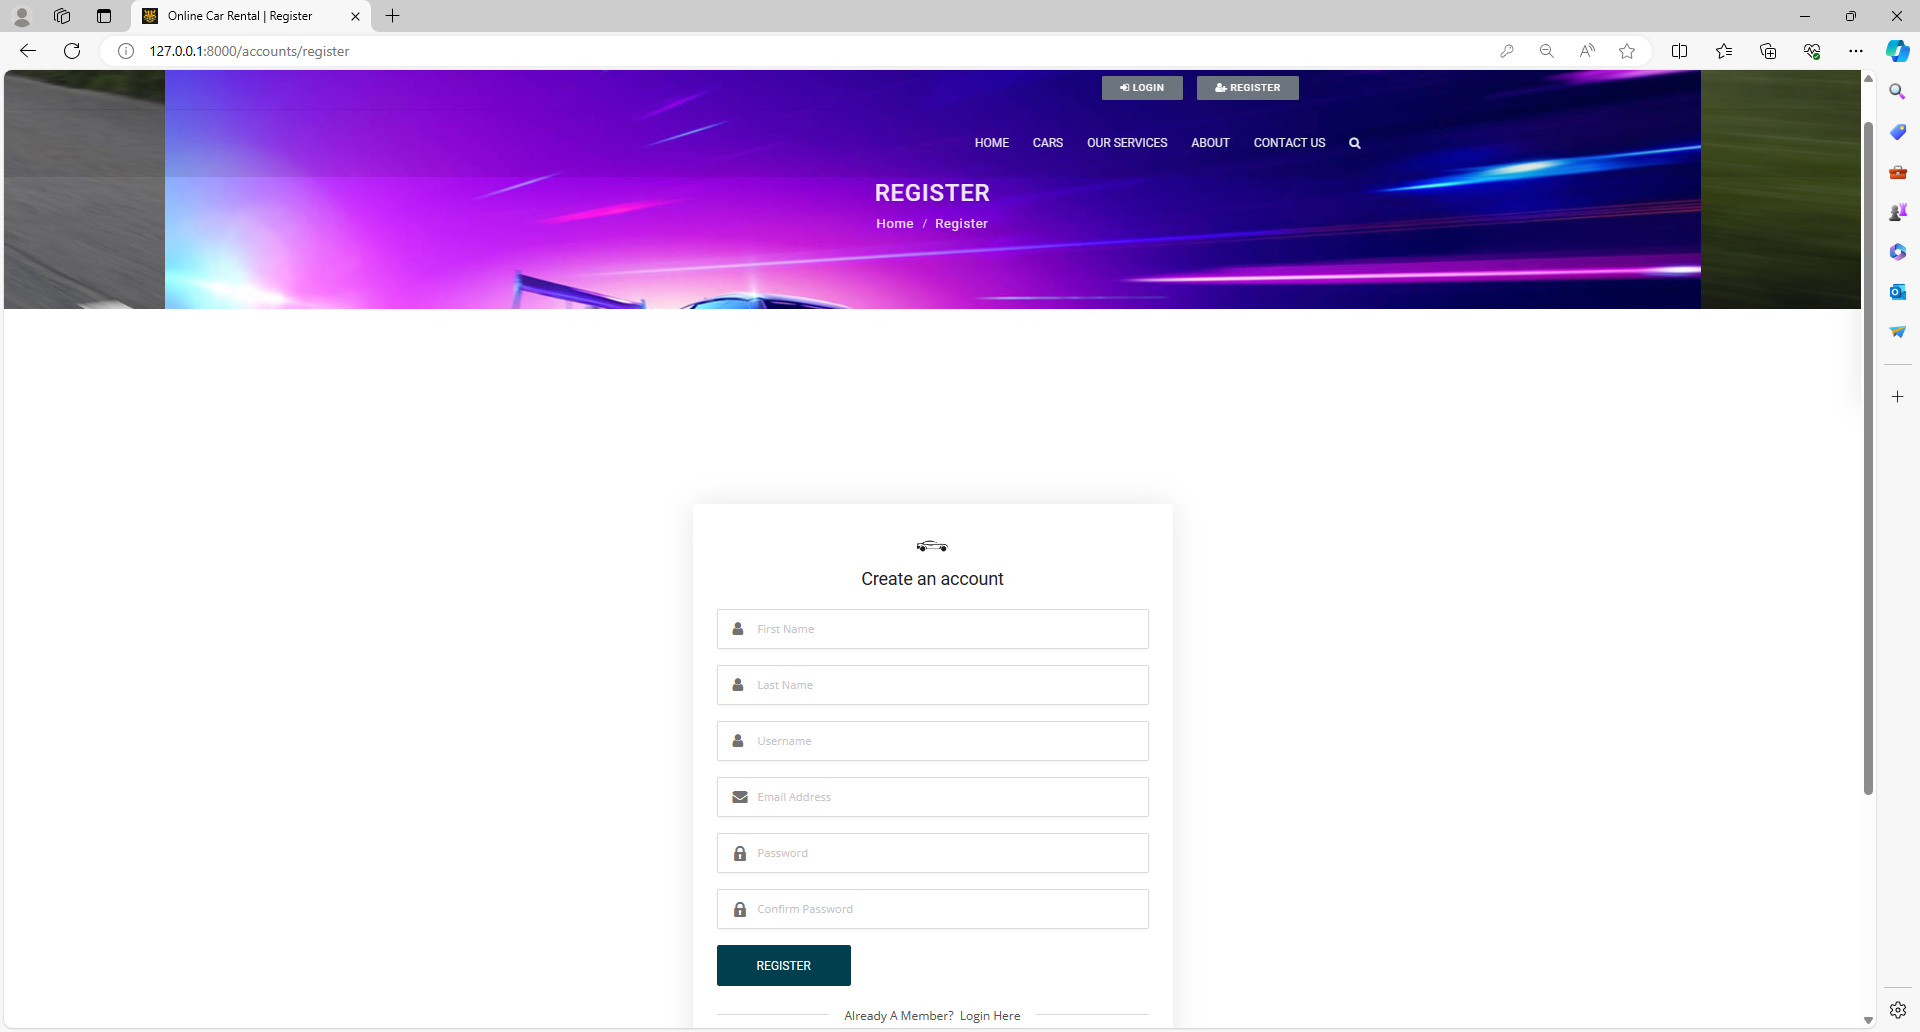 Online Car Rental | Register
127.0.0.1:8000/accounts/register
LOGIN
REGISTER
HOME
CARS
OUR SERVICES
ABOUT
CONTACT US
REGISTER
Home / Register
Create an account
First Name
Last Name
Username
Email Address
Password
Confirm Password
REGISTER
Already A Member? Login Here